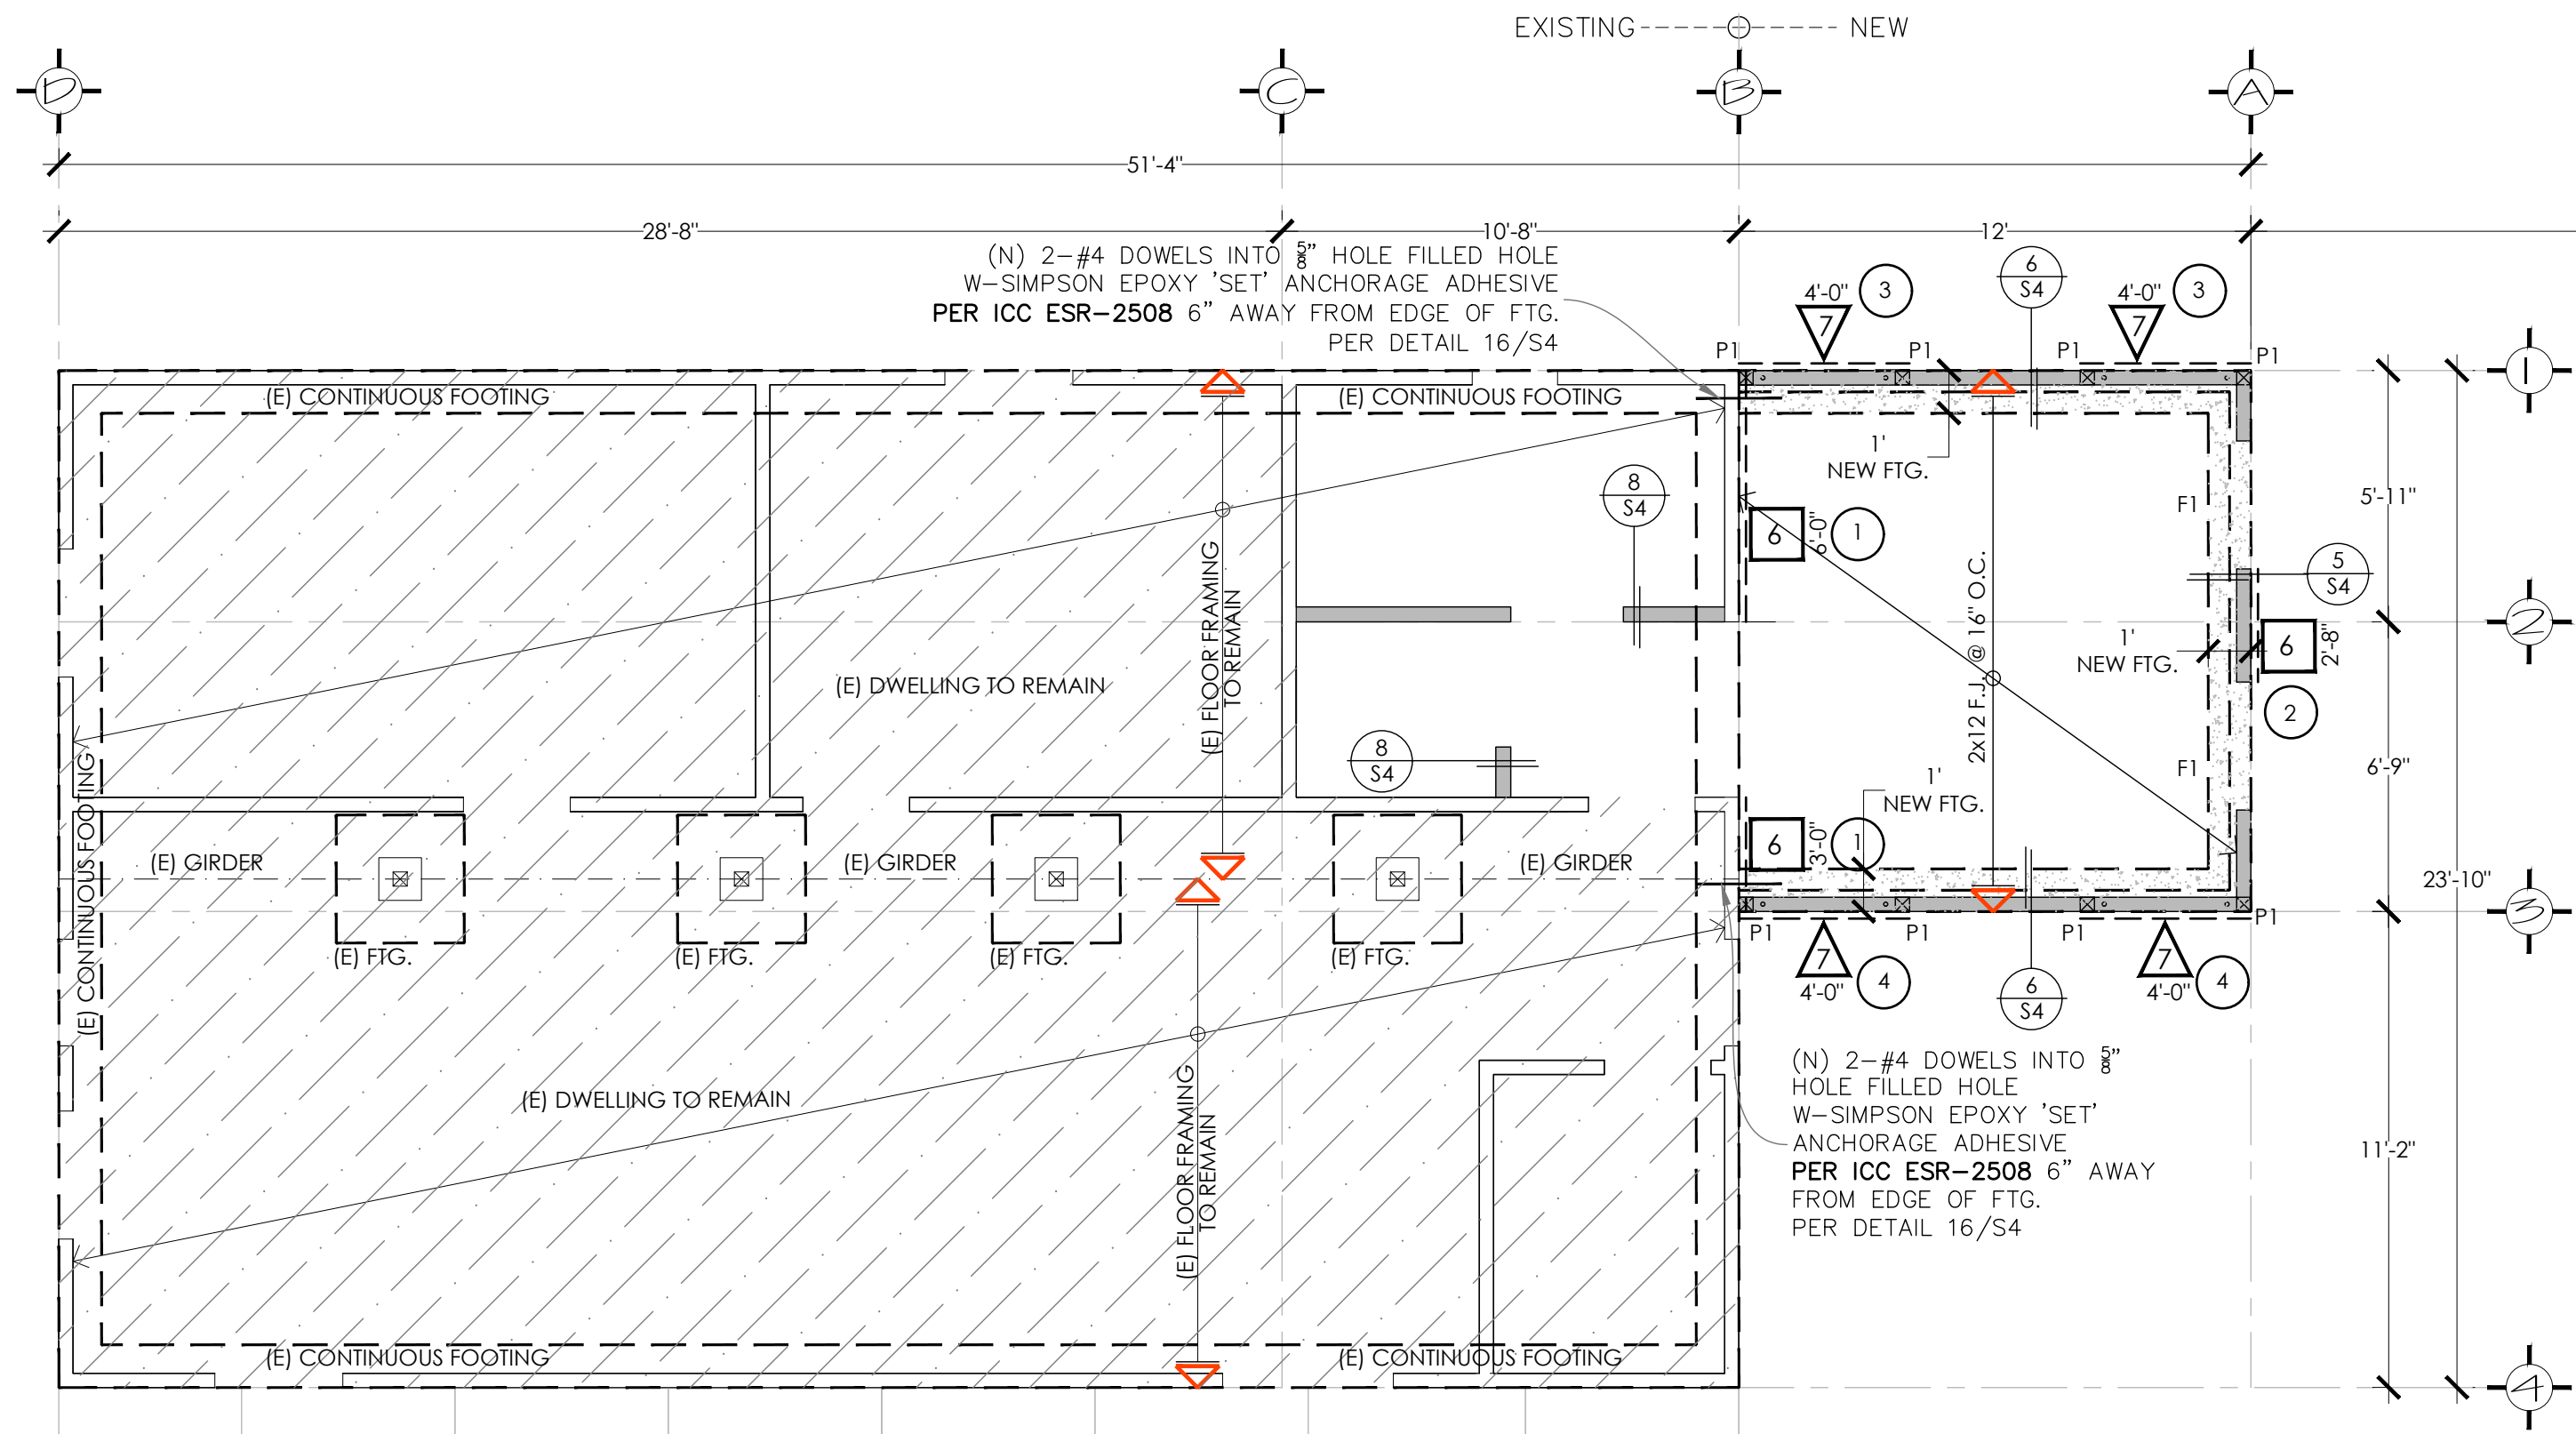 EXISTING NEW
D C B A
51'-4"
28'-8" 10'-8" 12'
(N) 2-#4 DOWELS INTO 5/8" HOLE FILLED HOLE
W-SIMPSON EPOXY 'SET' ANCHORAGE ADHESIVE
PER ICC ESR-2508 6" AWAY FROM EDGE OF FTG.
PER DETAIL 16/S4
6
S4
4'-0" 3
7
4'-0" 3
7
P1 P1 P1 P1
1
(E) CONTINUOUS FOOTING
(E) CONTINUOUS FOOTING
1'
NEW FTG.
8
S4
F1
5'-11"
6
6'-0"
1
(E) FLOOR FRAMING
TO REMAIN
2x12 F.J. @ 16" O.C.
5
S4
2
1'
NEW FTG.
6
2'-8"
2
(E) DWELLING TO REMAIN
8
S4
F1
6'-9"
1'
NEW FTG.
6
3'-0"
1
(E) CONTINUOUS FOOTING
(E) GIRDER
(E) GIRDER
(E) GIRDER
23'-10"
3
P1 P1 P1 P1
(E) FTG.
(E) FTG.
(E) FTG.
(E) FTG.
7
4'-0" 4
7
4'-0" 4
6
S4
(E) DWELLING TO REMAIN
(E) FLOOR FRAMING
TO REMAIN
(N) 2-#4 DOWELS INTO 5/8"
HOLE FILLED HOLE
W-SIMPSON EPOXY 'SET'
ANCHORAGE ADHESIVE
PER ICC ESR-2508 6" AWAY
FROM EDGE OF FTG.
PER DETAIL 16/S4
11'-2"
(E) CONTINUOUS FOOTING
(E) CONTINUOUS FOOTING
4